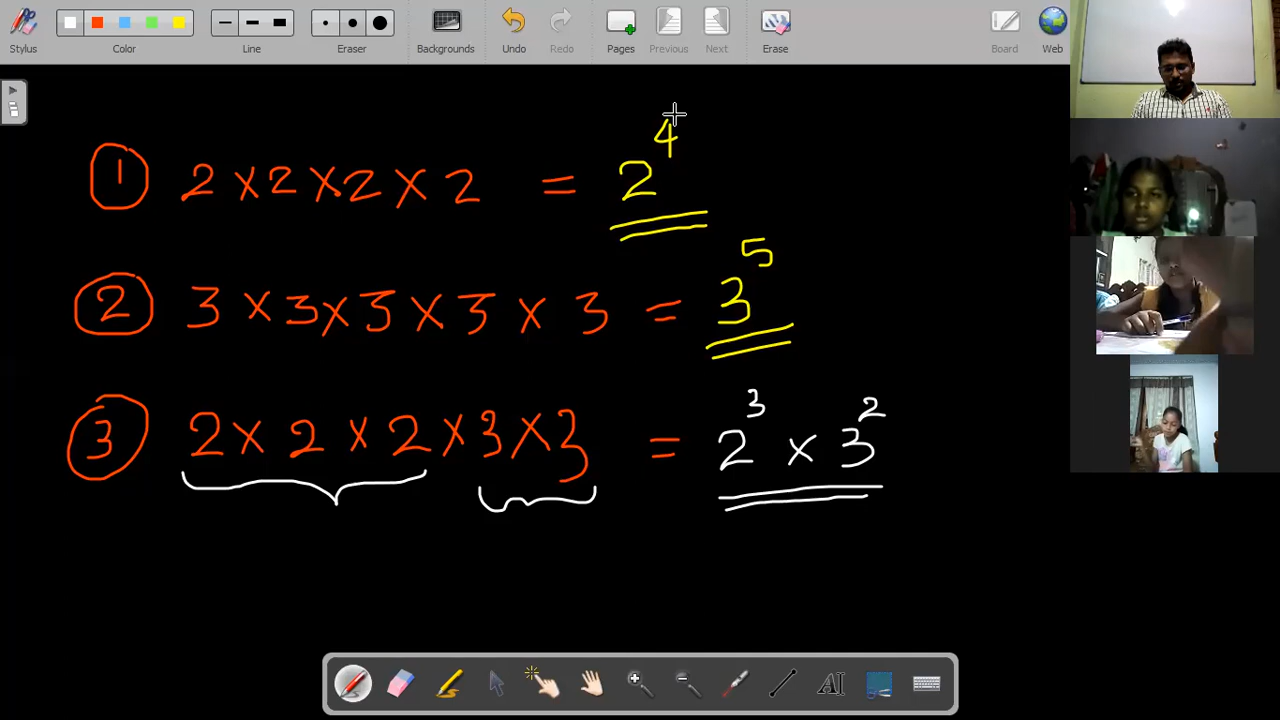 Stylus Color Line Eraser Backgrounds Undo Redo Pages Previous Next Erase Board Web
① 2 × 2 × 2 × 2 = 2⁴
② 3 × 3 × 3 × 3 × 3 = 3⁵
③ 2 × 2 × 2 × 3 × 3 = 2³ × 3²
AI